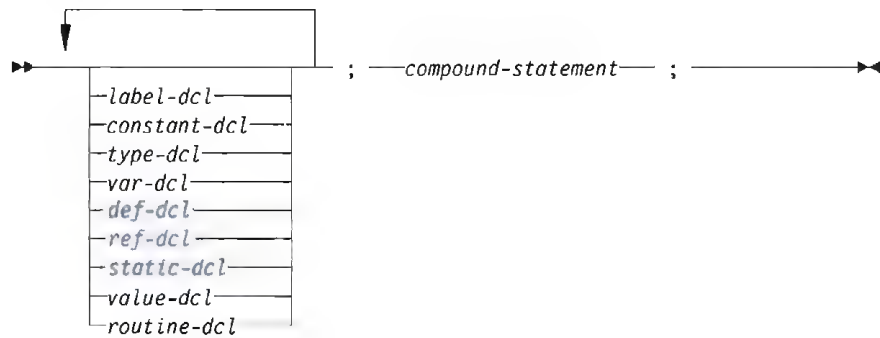 ; compound-statement ;
label-dcl
constant-dcl
type-dcl
var-dcl
def-dcl
ref-dcl
static-dcl
value-dcl
routine-dcl